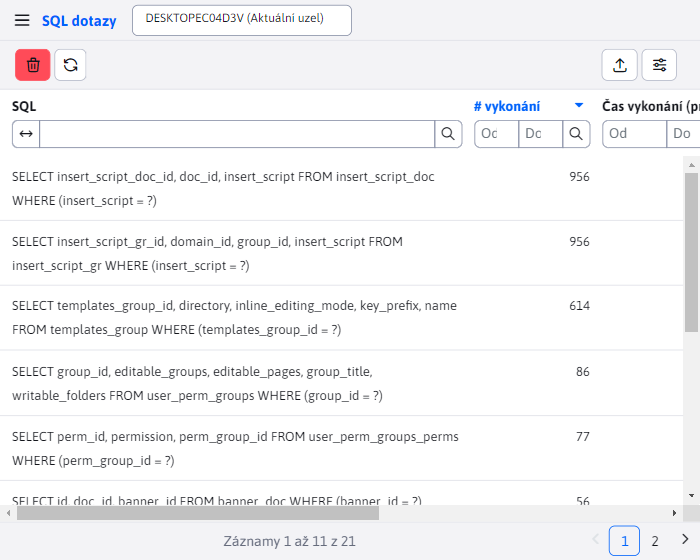 SQL dotazy
DESKTOPEC04D3V (Aktuální uzel)
SQL
# vykonání
Čas vykonání (p
Od
Do
Od
Do
SELECT insert_script_doc_id, doc_id, insert_script FROM insert_script_doc
WHERE (insert_script = ?)
956
SELECT insert_script_gr_id, domain_id, group_id, insert_script FROM
insert_script_gr WHERE (insert_script = ?)
956
SELECT templates_group_id, directory, inline_editing_mode, key_prefix, name
FROM templates_group WHERE (templates_group_id = ?)
614
SELECT group_id, editable_groups, editable_pages, group_title,
writable_folders FROM user_perm_groups WHERE (group_id = ?)
86
SELECT perm_id, permission, perm_group_id FROM user_perm_groups_perms
WHERE (perm_group_id = ?)
77
SELECT id, doc_id, banner_id FROM banner_doc WHERE (banner_id = ?)
56
Záznamy 1 až 11 z 21
1
2